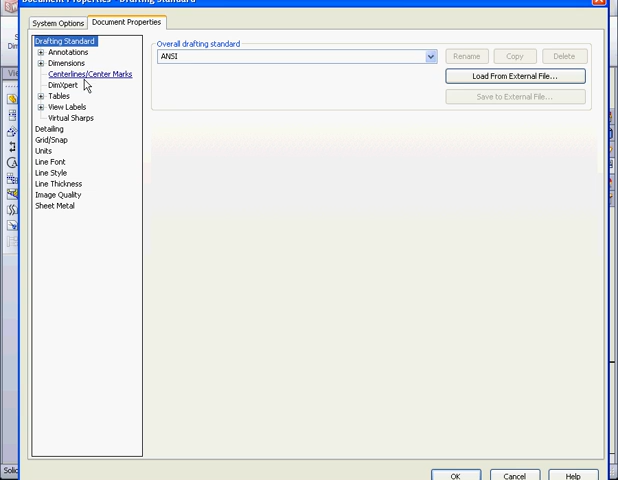 Document Properties - Drafting Standard
System Options
Document Properties
Drafting Standard
Annotations
Dimensions
Centerlines/Center Marks
DimXpert
Tables
View Labels
Virtual Sharps
Detailing
Grid/Snap
Units
Line Font
Line Style
Line Thickness
Image Quality
Sheet Metal
Overall drafting standard
ANSI
Rename
Copy
Delete
Load From External File...
Save to External File...
OK
Cancel
Help